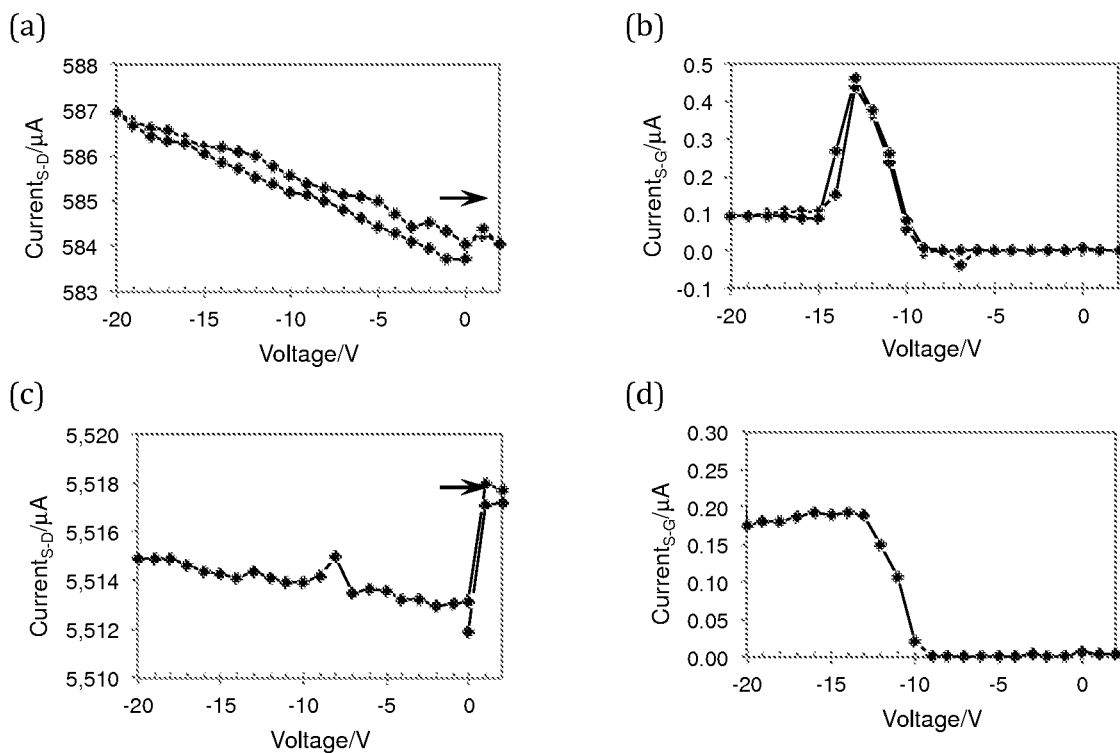 (a)
Current_S-D/μA
588
587
586
585
584
583
-20 -15 -10 -5 0
Voltage/V
(b)
Current_S-G/μA
0.5
0.4
0.3
0.2
0.1
0.0
-0.1
-20 -15 -10 -5 0
Voltage/V
(c)
Current_S-D/μA
5,520
5,518
5,516
5,514
5,512
5,510
-20 -15 -10 -5 0
Voltage/V
(d)
Current_S-G/μA
0.30
0.25
0.20
0.15
0.10
0.05
0.00
-20 -15 -10 -5 0
Voltage/V